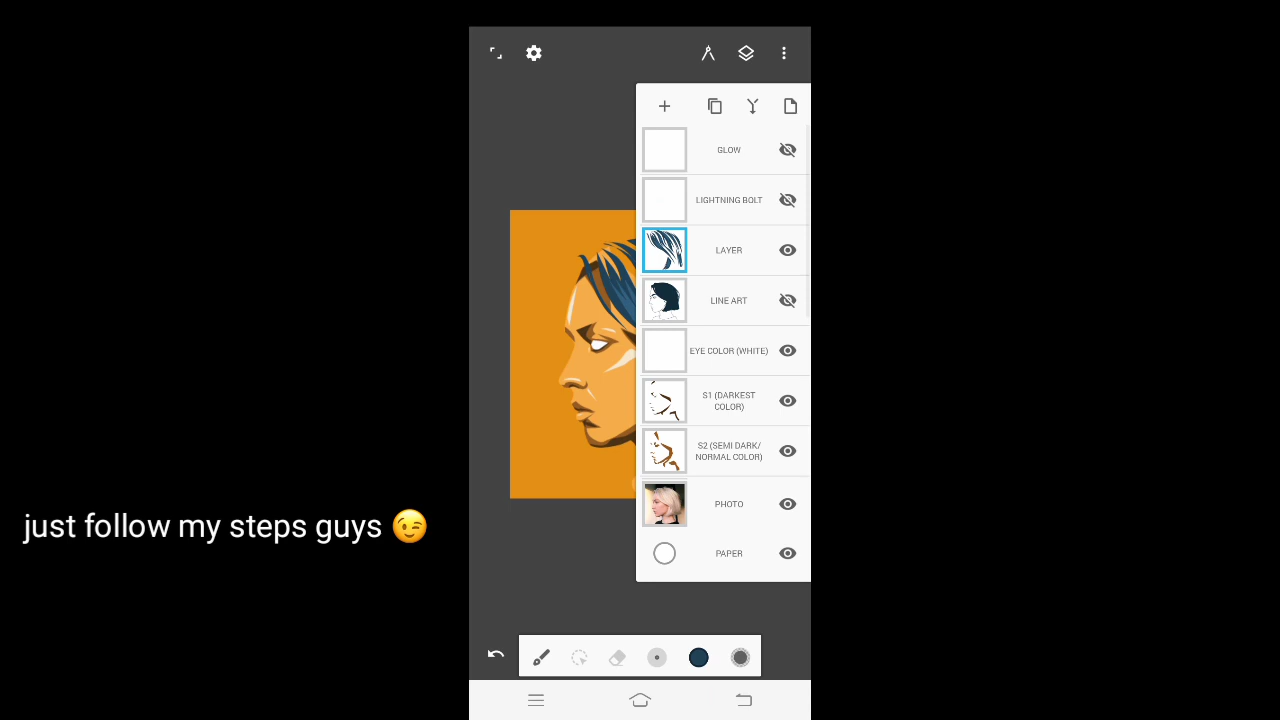 GLOW
LIGHTNING BOLT
LAYER
LINE ART
EYE COLOR (WHITE)
S1 (DARKEST
COLOR)
S2 (SEMI DARK/
NORMAL COLOR)
PHOTO
PAPER
just follow my steps guys 😉